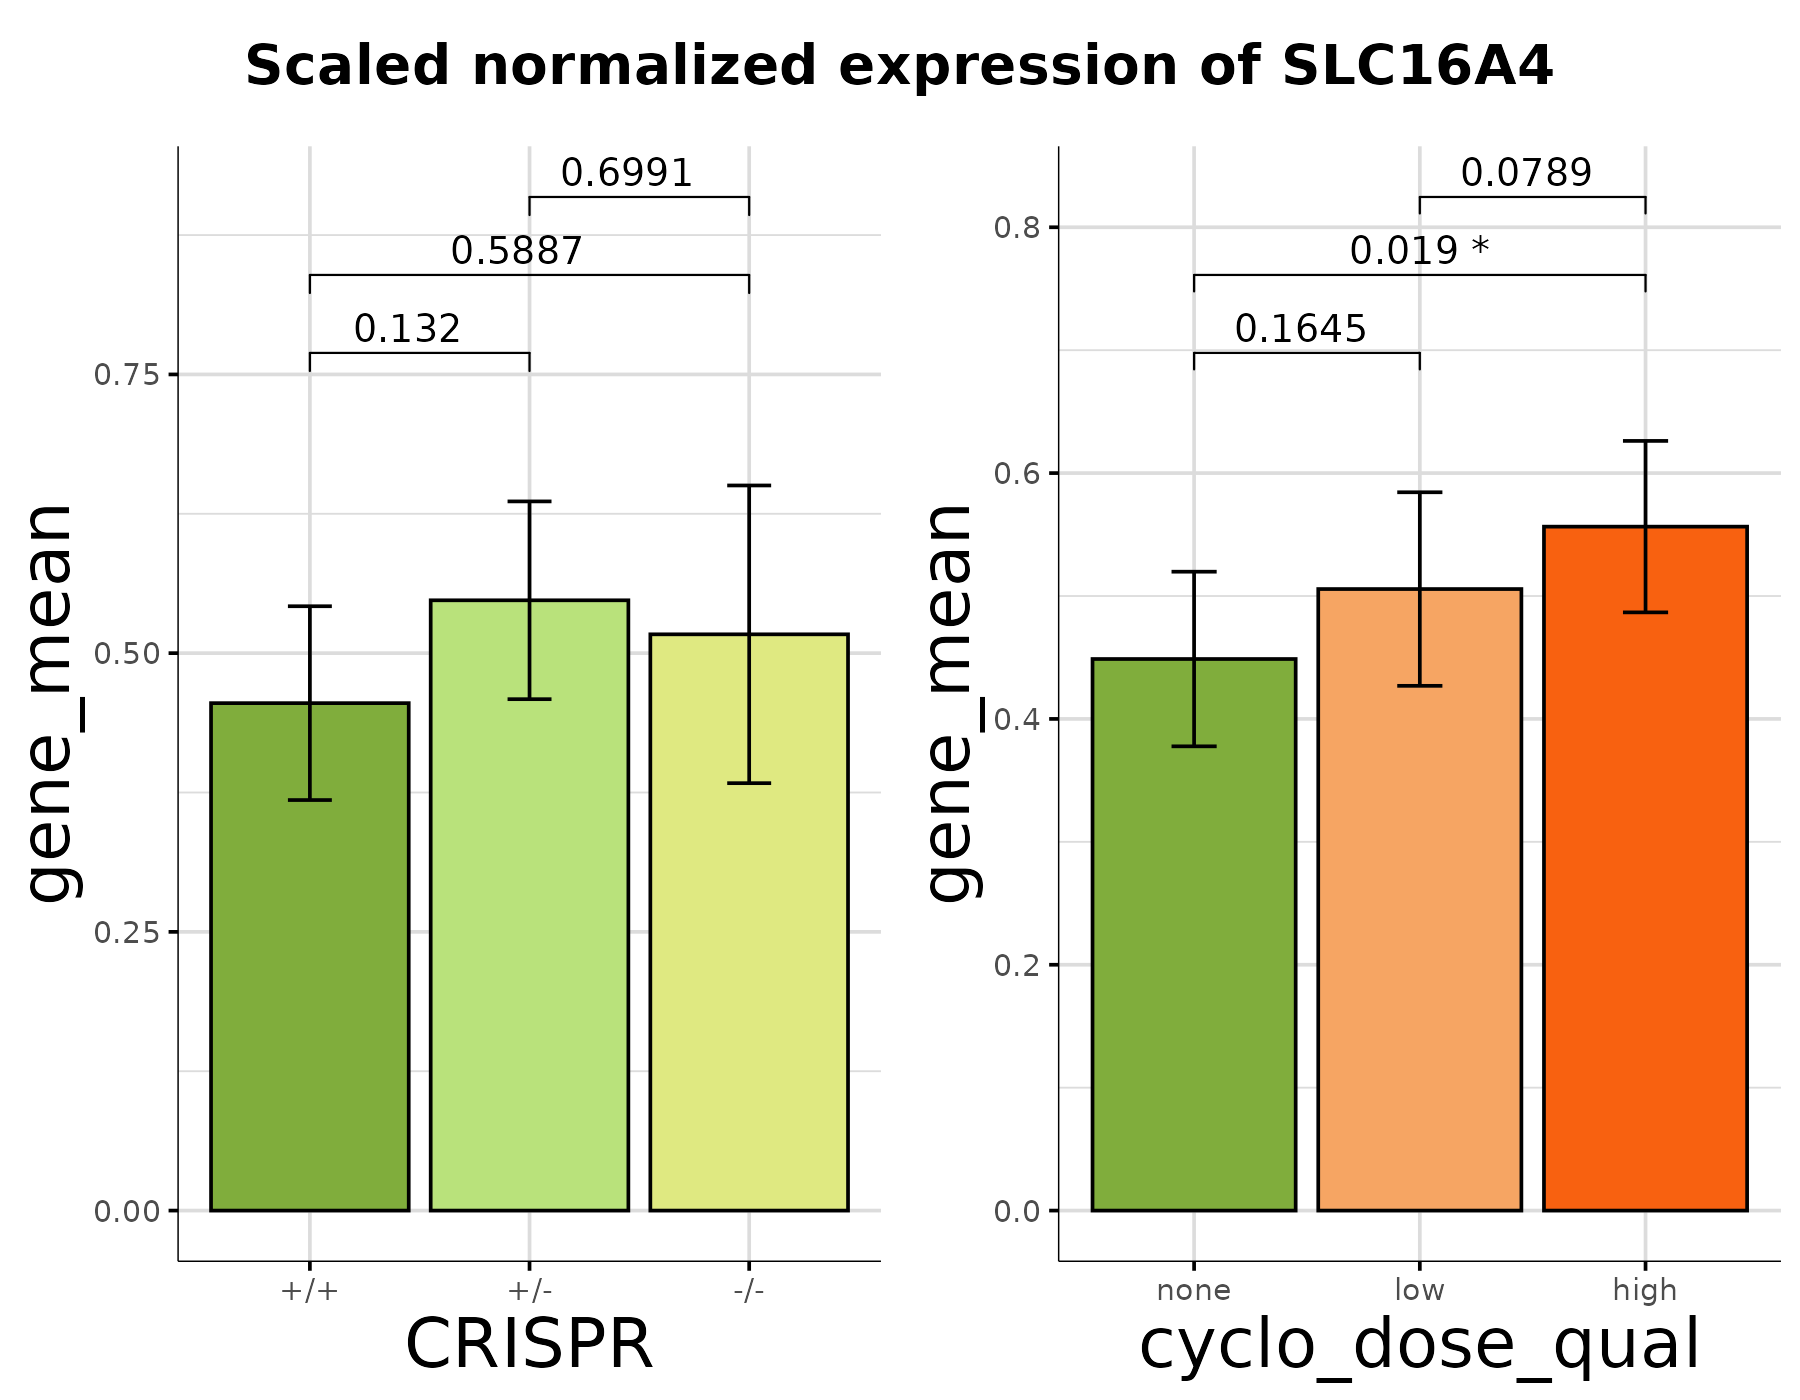 Scaled normalized expression of SLC16A4
gene_mean
0.6991
0.5887
0.132
0.75
0.50
0.25
0.00
+/+ +/- -/-
CRISPR
gene_mean
0.0789
0.019 *
0.1645
0.8
0.6
0.4
0.2
0.0
none low high
cyclo_dose_qual